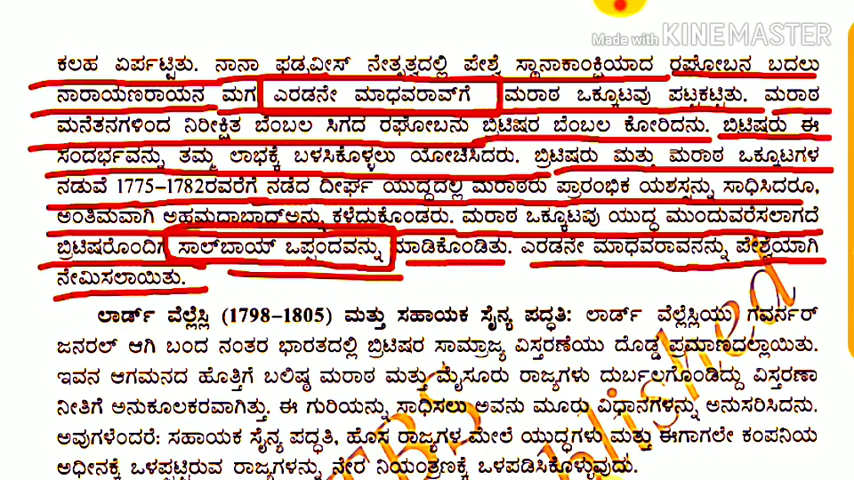 Made with KINEMASTER
ಕಲಹ ಏರ್ಪಟ್ಟಿತು. ನಾನಾ ಫಡ್ನವೀಸ್ ನೇತೃತ್ವದಲ್ಲಿ ಪೇಶ್ವೆ ಸ್ಥಾನಾಕಾಂಕ್ಷಿಯಾದ ರಘೋಬನ ಬದಲು
ನಾರಾಯಣರಾಯನ ಮಗ ಎರಡನೇ ಮಾಧವರಾವ್‌ಗೆ ಮರಾಠ ಒಕ್ಕೂಟವು ಪಟ್ಟಕಟ್ಟಿತು. ಮರಾಠ
ಮನೆತನಗಳಿಂದ ನಿರೀಕ್ಷಿತ ಬೆಂಬಲ ಸಿಗದ ರಘೋಬನು ಬ್ರಿಟಿಷರ ಬೆಂಬಲ ಕೋರಿದನು. ಬ್ರಿಟಿಷರು ಈ
ಸಂದರ್ಭವನ್ನು ತಮ್ಮ ಲಾಭಕ್ಕೆ ಬಳಸಿಕೊಳ್ಳಲು ಯೋಚಿಸಿದರು. ಬ್ರಿಟಿಷರು ಮತ್ತು ಮರಾಠ ಒಕ್ಕೂಟಗಳ
ನಡುವೆ 1775–1782ರವರೆಗೆ ನಡೆದ ದೀರ್ಘ ಯುದ್ಧದಲ್ಲಿ ಮರಾಠರು ಪ್ರಾರಂಭಿಕ ಯಶಸ್ಸನ್ನು ಸಾಧಿಸಿದರೂ,
ಅಂತಿಮವಾಗಿ ಅಹಮದಾಬಾದ್‌ಅನ್ನು ಕಳೆದುಕೊಂಡರು. ಮರಾಠ ಒಕ್ಕೂಟವು ಯುದ್ಧ ಮುಂದುವರೆಸಲಾಗದೆ
ಬ್ರಿಟಿಷರೊಂದಿಗೆ ಸಾಲ್‌ಬಾಯ್ ಒಪ್ಪಂದವನ್ನು ಮಾಡಿಕೊಂಡಿತು. ಎರಡನೇ ಮಾಧವರಾವನನ್ನು ಪೇಶ್ವೆಯಾಗಿ
ನೇಮಿಸಲಾಯಿತು.
ಲಾರ್ಡ್ ವೆಲ್ಲೆಸ್ಲಿ (1798–1805) ಮತ್ತು ಸಹಾಯಕ ಸೈನ್ಯ ಪದ್ಧತಿ: ಲಾರ್ಡ್ ವೆಲ್ಲೆಸ್ಲಿಯು ಗವರ್ನರ್
ಜನರಲ್ ಆಗಿ ಬಂದ ನಂತರ ಭಾರತದಲ್ಲಿ ಬ್ರಿಟಿಷರ ಸಾಮ್ರಾಜ್ಯ ವಿಸ್ತರಣೆಯು ದೊಡ್ಡ ಪ್ರಮಾಣದಲ್ಲಾಯಿತು.
ಇವನ ಆಗಮನದ ಹೊತ್ತಿಗೆ ಬಲಿಷ್ಠ ಮರಾಠ ಮತ್ತು ಮೈಸೂರು ರಾಜ್ಯಗಳು ದುರ್ಬಲಗೊಂಡಿದ್ದು ವಿಸ್ತರಣಾ
ನೀತಿಗೆ ಅನುಕೂಲಕರವಾಗಿತ್ತು. ಈ ಗುರಿಯನ್ನು ಸಾಧಿಸಲು ಅವನು ಮೂರು ವಿಧಾನಗಳನ್ನು ಅನುಸರಿಸಿದನು.
ಅವುಗಳೆಂದರೆ: ಸಹಾಯಕ ಸೈನ್ಯ ಪದ್ಧತಿ, ಹೊಸ ರಾಜ್ಯಗಳ ಮೇಲೆ ಯುದ್ಧಗಳು ಮತ್ತು ಈಗಾಗಲೇ ಕಂಪನಿಯ
ಅಧೀನಕ್ಕೆ ಒಳಪಟ್ಟಿರುವ ರಾಜ್ಯಗಳನ್ನು ನೇರ ನಿಯಂತ್ರಣಕ್ಕೆ ಒಳಪಡಿಸಿಕೊಳ್ಳುವುದು.